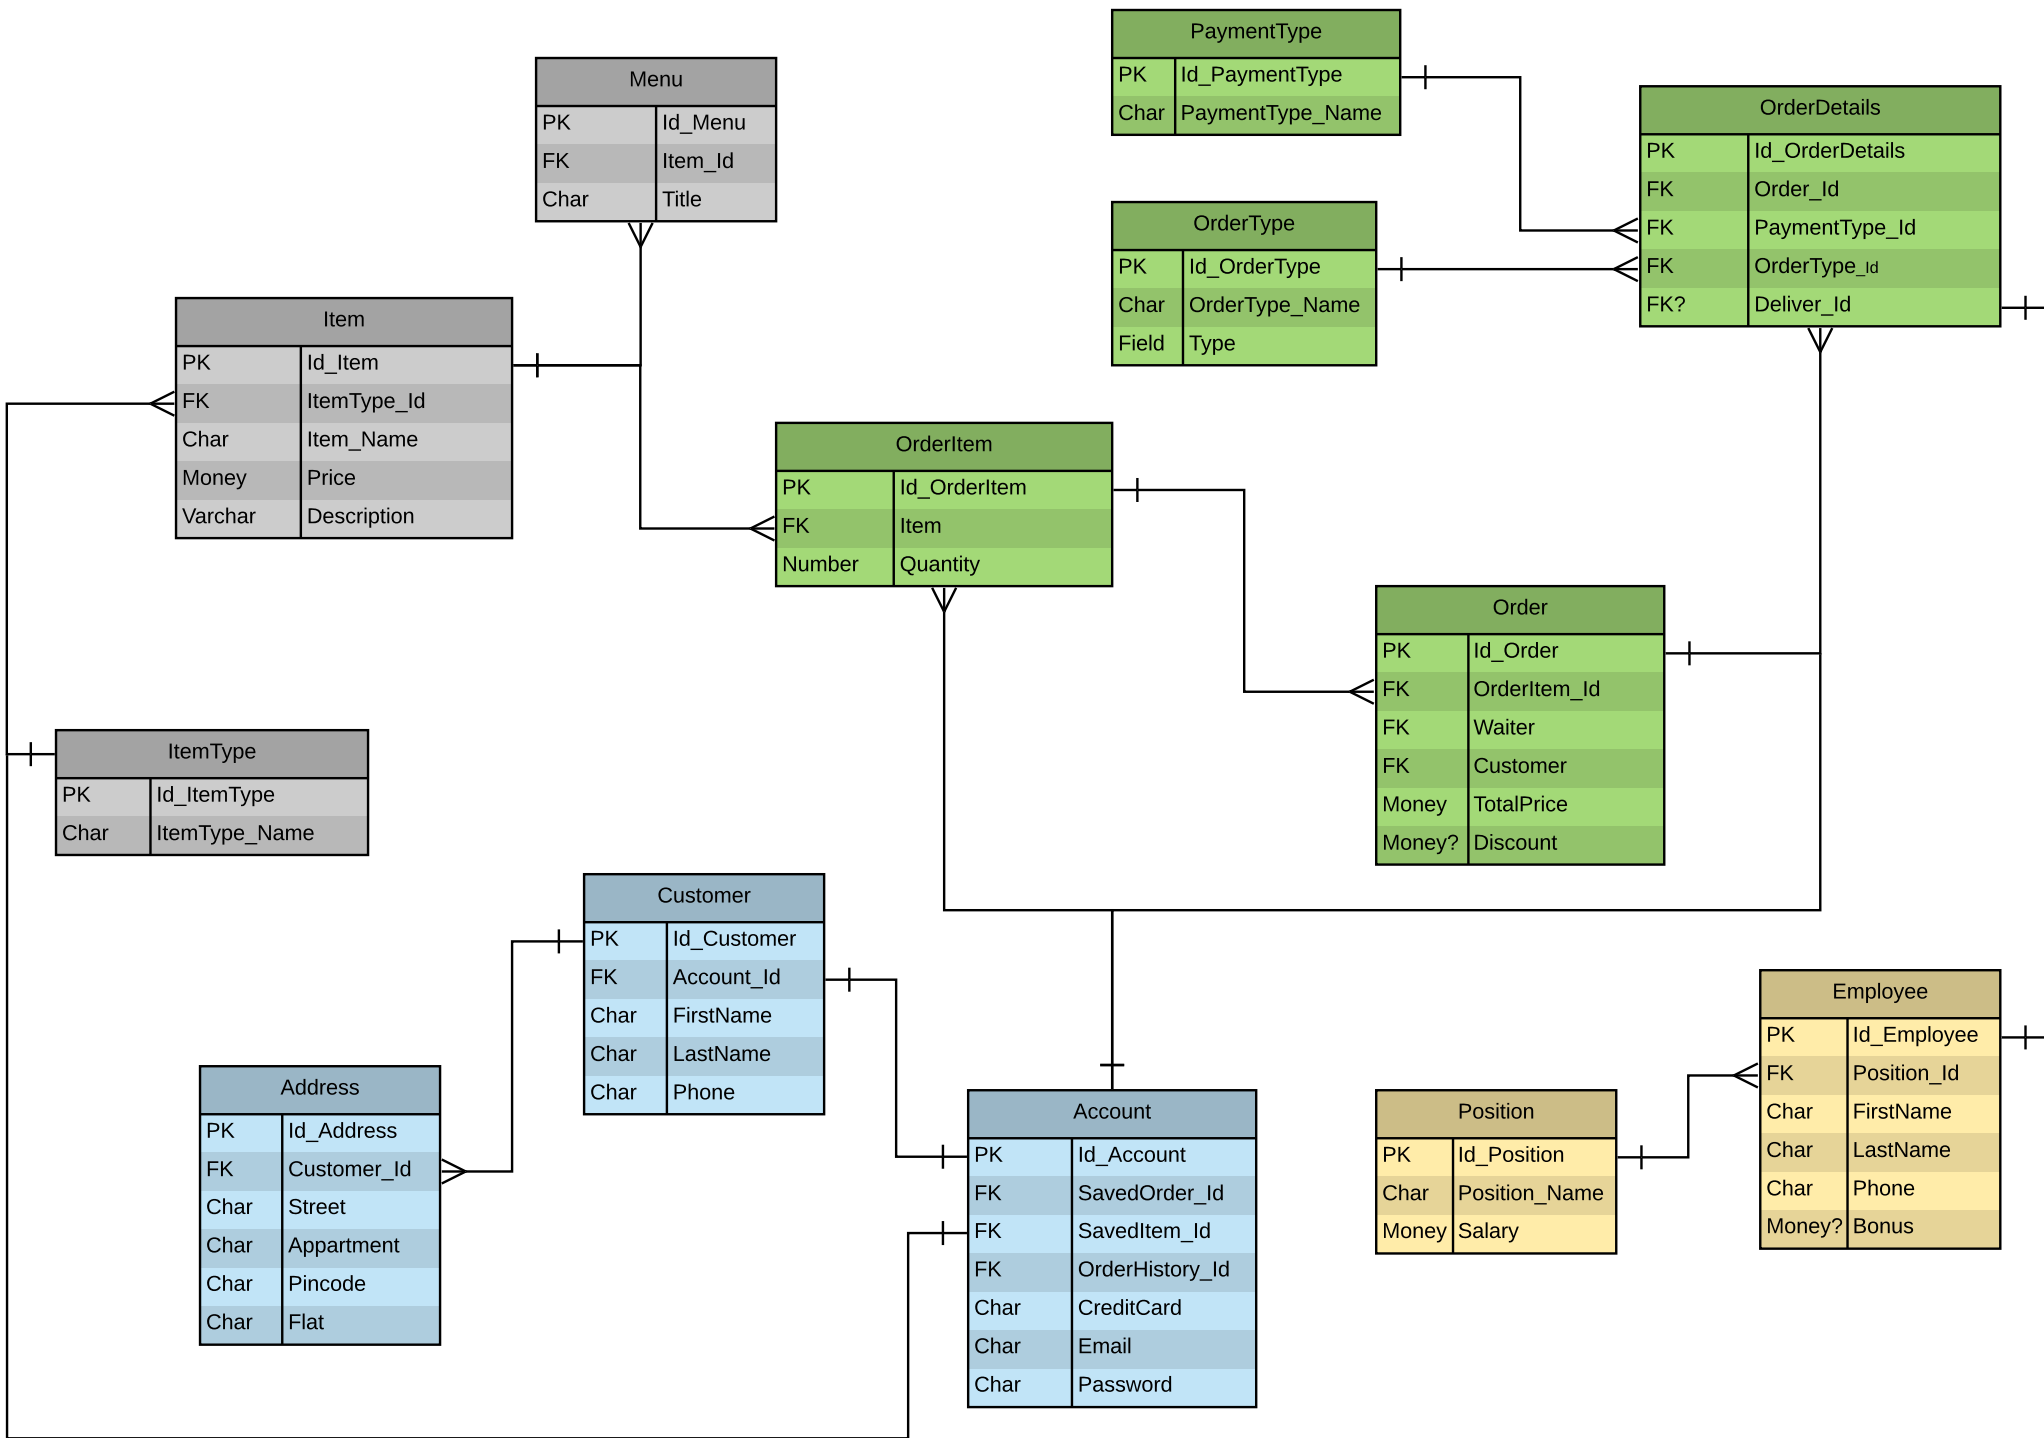 PaymentType
PK Id_PaymentType
Char PaymentType_Name
Menu
PK Id_Menu
FK Item_Id
Char Title
OrderDetails
PK Id_OrderDetails
FK Order_Id
FK PaymentType_Id
FK OrderType_Id
FK? Deliver_Id
OrderType
PK Id_OrderType
Char OrderType_Name
Field Type
Item
PK Id_Item
FK ItemType_Id
Char Item_Name
Money Price
Varchar Description
OrderItem
PK Id_OrderItem
FK Item
Number Quantity
Order
PK Id_Order
FK OrderItem_Id
FK Waiter
FK Customer
Money TotalPrice
Money? Discount
ItemType
PK Id_ItemType
Char ItemType_Name
Customer
PK Id_Customer
FK Account_Id
Char FirstName
Char LastName
Char Phone
Employee
PK Id_Employee
FK Position_Id
Char FirstName
Char LastName
Char Phone
Money? Bonus
Address
PK Id_Address
FK Customer_Id
Char Street
Char Appartment
Char Pincode
Char Flat
Account
PK Id_Account
FK SavedOrder_Id
FK SavedItem_Id
FK OrderHistory_Id
Char CreditCard
Char Email
Char Password
Position
PK Id_Position
Char Position_Name
Money Salary